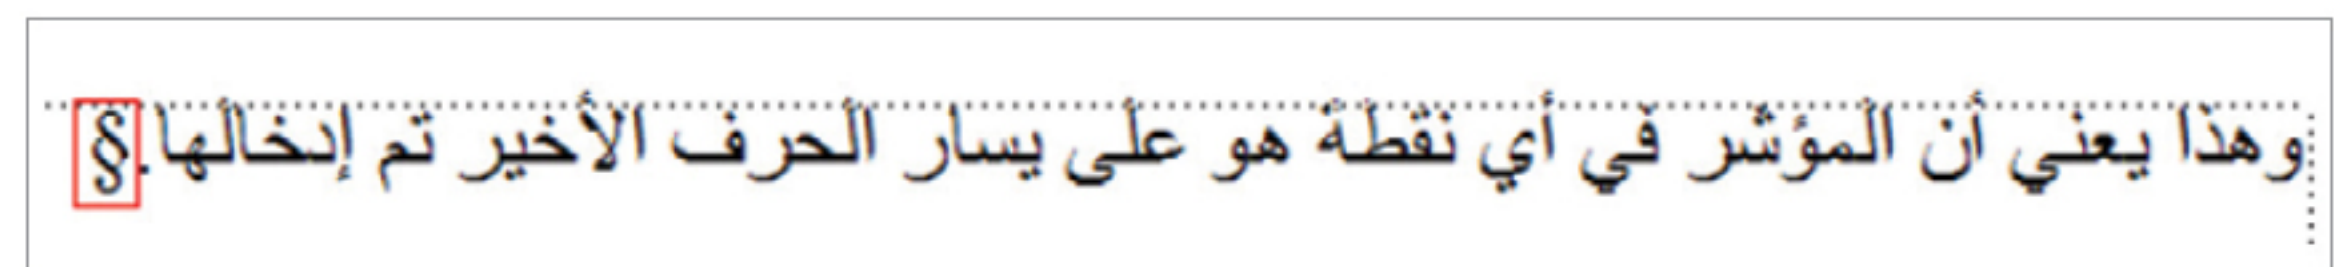 وهذا يعني أن المؤشر في أي نقطة هو على يسار الحرف الأخير تم إدخالها.§